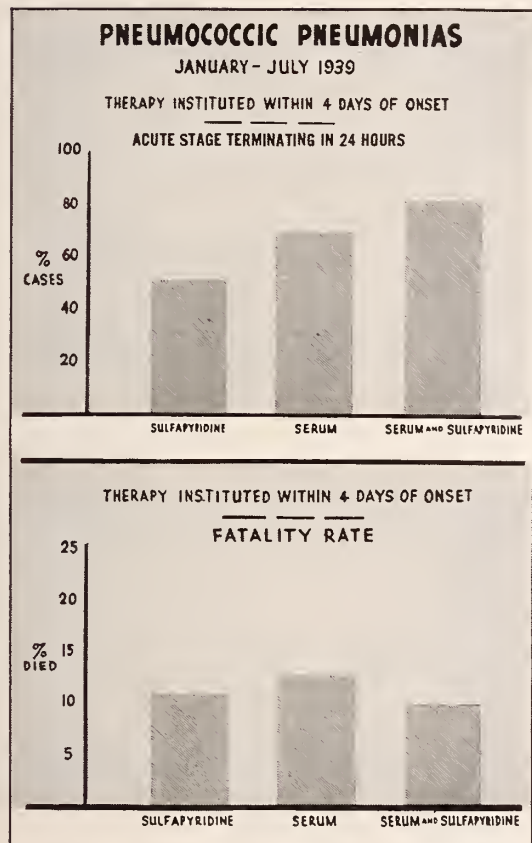 PNEUMOCOCCIC PNEUMONIAS
JANUARY - JULY 1939
THERAPY INSTITUTED WITHIN 4 DAYS OF ONSET
ACUTE STAGE TERMINATING IN 24 HOURS
100
80
60
% CASES
40
20
SULFAPYRIDINE SERUM SERUM AND SULFAPYRIDINE
THERAPY INSTITUTED WITHIN 4 DAYS OF ONSET
FATALITY RATE
25
20
% 15
DIED
10
5
SULFAPYRIDINE SERUM SERUM AND SULFAPYRIDINE